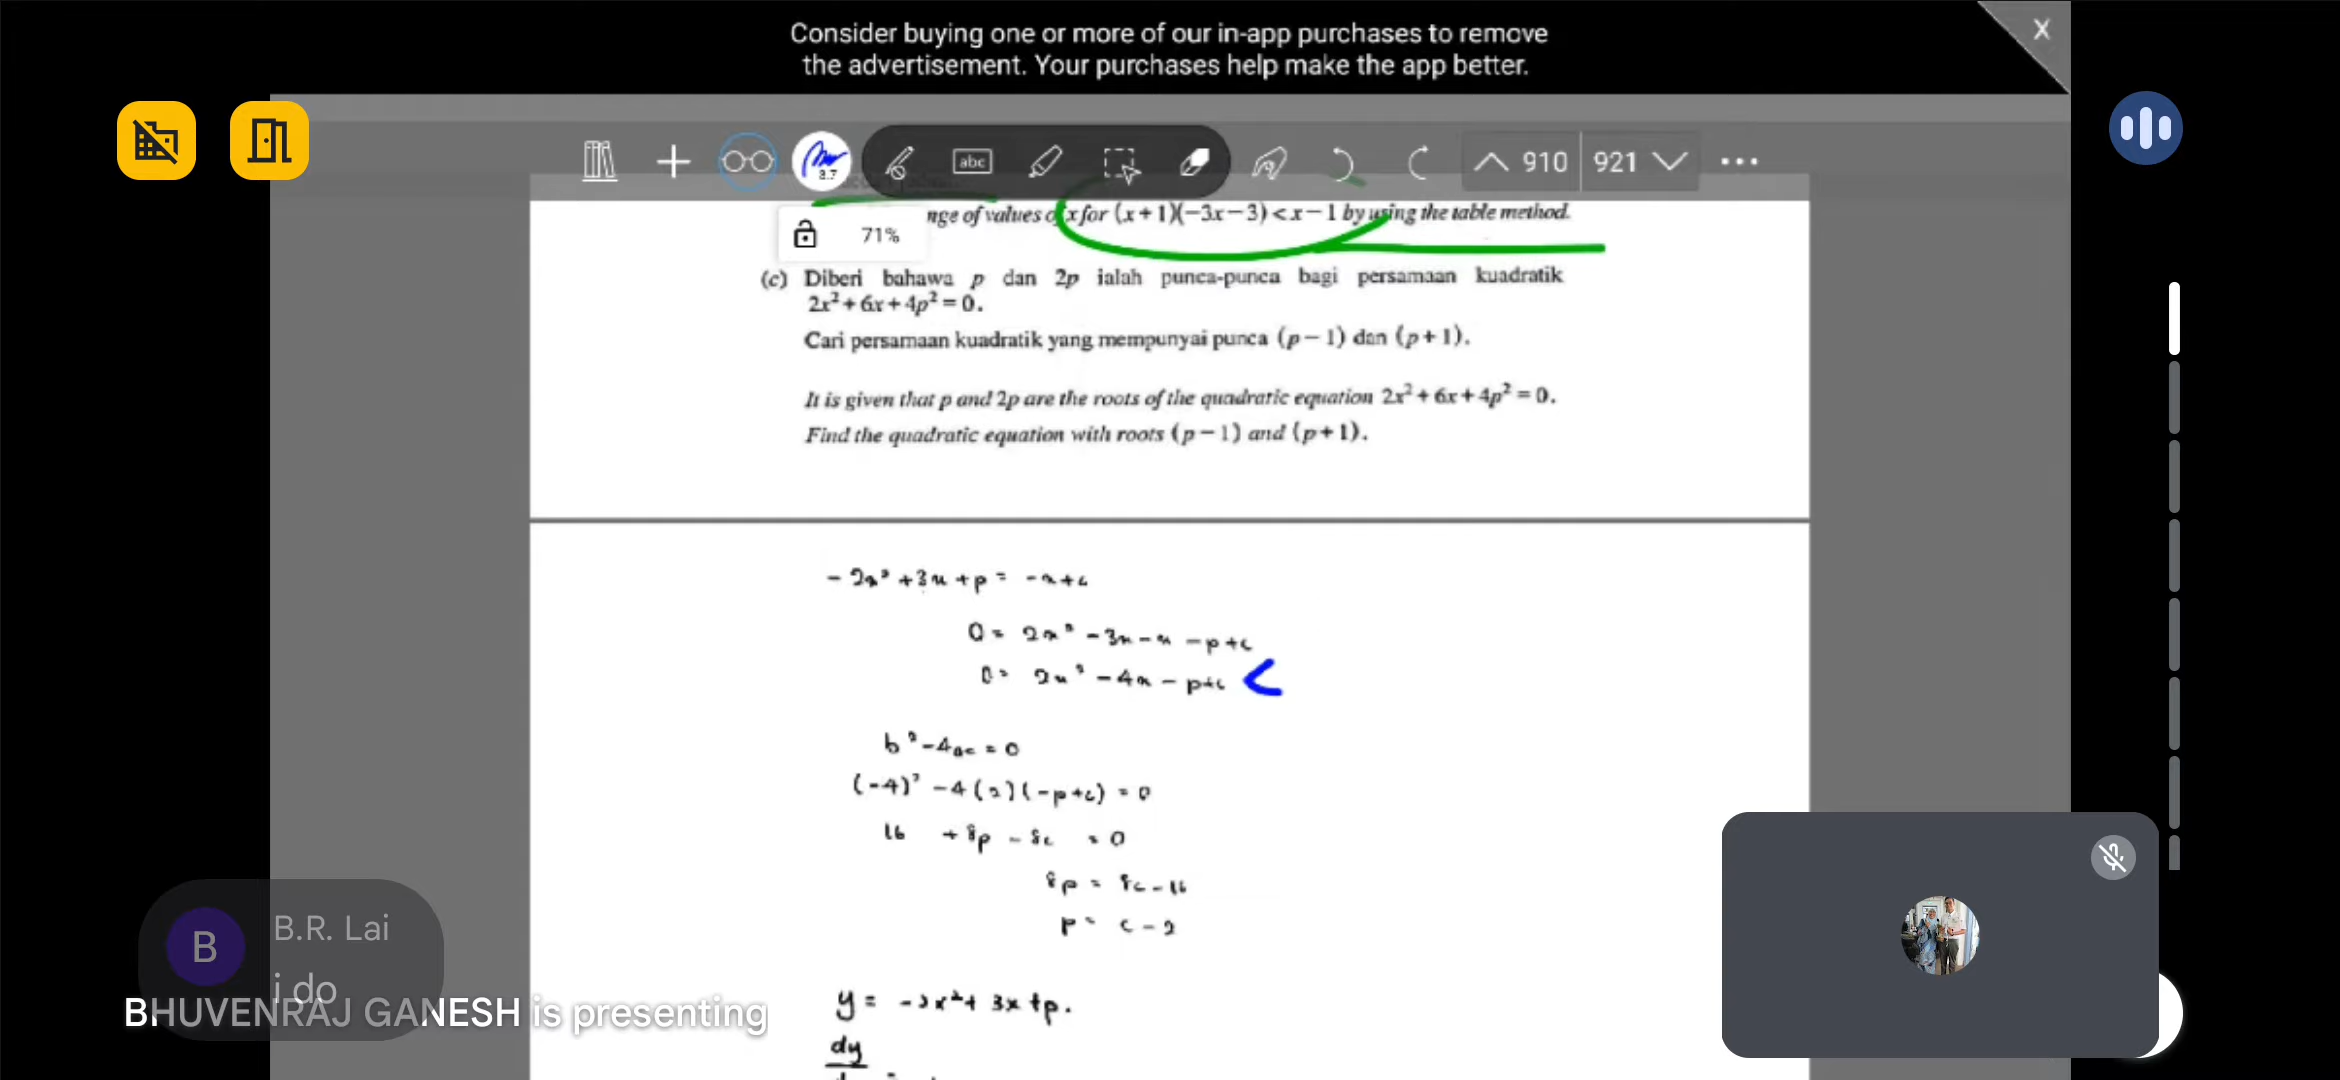 Consider buying one or more of our in-app purchases to remove
the advertisement. Your purchases help make the app better.
X
abc
910
921
3.7
71%
nge of values of x for (x+1)(−3x−3) < x−1 by using the table method.
(c) Diberi bahawa p dan 2p ialah punca-punca bagi persamaan kuadratik
2x² + 6x + 4p² = 0.
Cari persamaan kuadratik yang mempunyai punca (p−1) dan (p+1).
It is given that p and 2p are the roots of the quadratic equation 2x² + 6x + 4p² = 0.
Find the quadratic equation with roots (p−1) and (p+1).
-2x² +3x +p = -x+c
0 = 2x² -3x -x -p+c
0 = 2x² -4x -p+c <
b²-4ac = 0
(-4)² -4(2)(-p+c) = 0
16 +8p -8c = 0
8p = 8c-16
p = c-2
y = -2x²+ 3x +p.
dy
B
B.R. Lai
i do
BHUVENRAJ GANESH is presenting